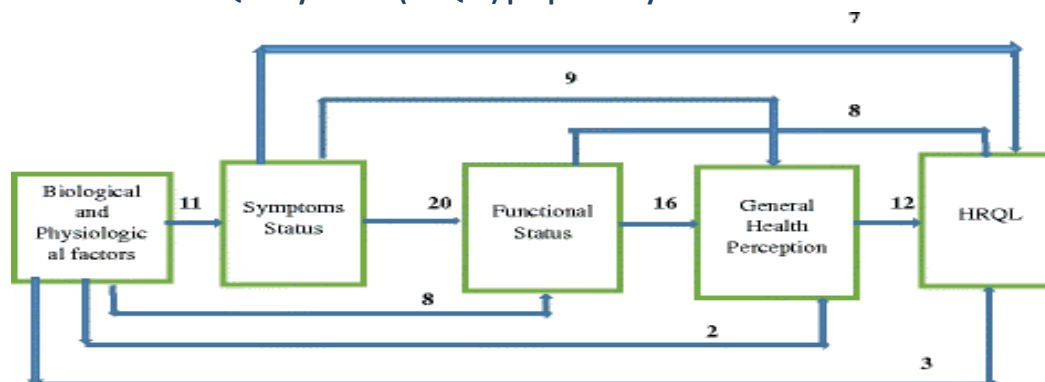 7
9
8
Biological
and
Physiologic
al factors
11
Symptoms
Status
20
Functional
Status
16
General
Health
Perception
12
HRQL
8
2
3